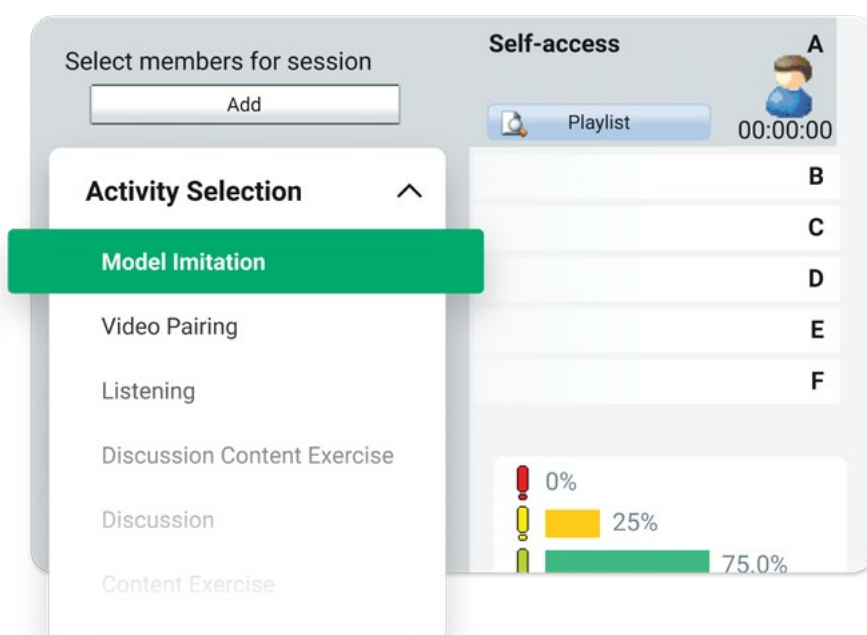 Select members for session
Add
Activity Selection
Model Imitation
Video Pairing
Listening
Discussion Content Exercise
Discussion
Content Exercise
Self-access
A
Playlist
00:00:00
B
C
D
E
F
0%
25%
75.0%